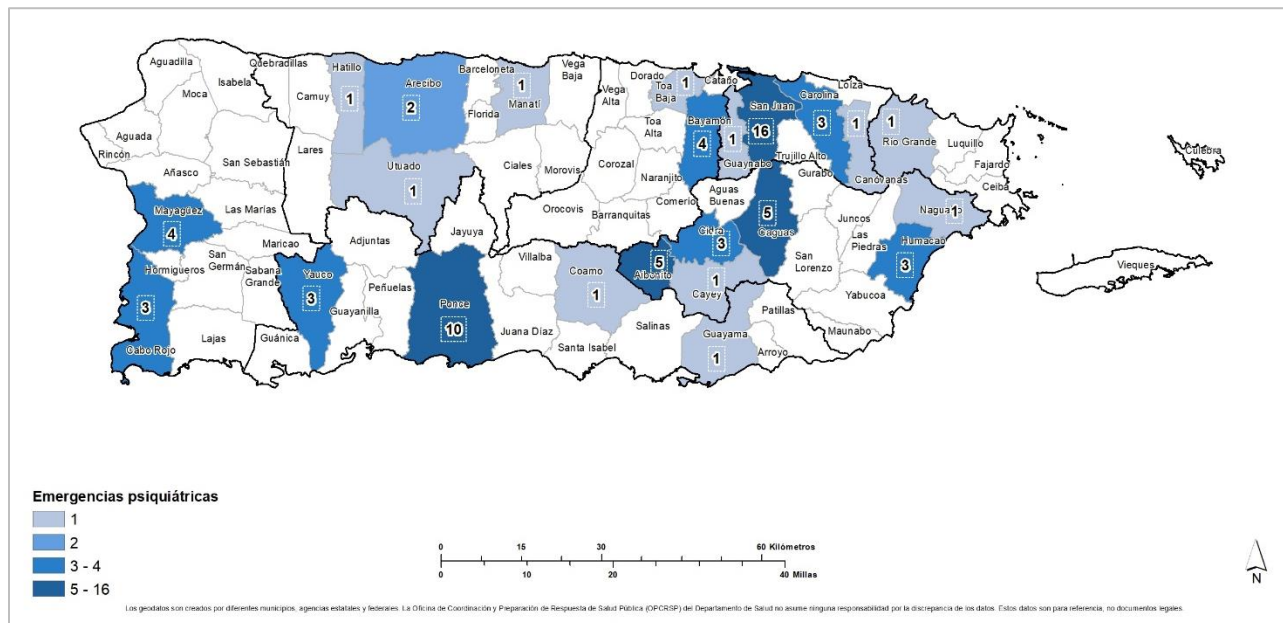 Aguadilla
Isabela
Quebradillas
Hatillo
1
Camuy
Arecibo
2
Barceloneta
Florida
1
Manatí
Vega
Baja
Vega
Alta
Dorado
Toa
Baja
1
Cataño
Toa
Alta
Bayamón
4
1
Guaynabo
San Juan
16
Carolina
3
Trujillo Alto
Loíza
1
Canóvanas
1
Río Grande
Luquillo
Fajardo
Ceiba
Culebra
Moca
Aguada
Rincón
Añasco
San Sebastián
Lares
Utuado
1
Ciales
Morovis
Corozal
Naranjito
Aguas
Buenas
Gurabo
Naguabo
1
Mayagüez
4
Las Marías
Maricao
Adjuntas
Jayuya
Orocovis
Barranquitas
Comerío
Cidra
3
5
Caguas
Juncos
Las
Piedras
Humacao
3
San
Lorenzo
Yabucoa
Vieques
Hormigueros
San
Germán
Sabana
Grande
Yauco
3
Guayanilla
Peñuelas
Ponce
10
Villalba
Juana Díaz
Coamo
1
5
Aibonito
1
Cayey
3
Cabo Rojo
Lajas
Guánica
Santa Isabel
Salinas
Guayama
1
Patillas
Arroyo
Maunabo
Emergencias psiquiátricas
1
2
3 - 4
5 - 16
0 15 30 60 Kilómetros
0 10 20 40 Millas
N
Los geodatos son creados por diferentes municipios, agencias estatales y federales. La Oficina de Coordinación y Preparación de Respuesta de Salud Pública (OPCRSP) del Departamento de Salud no asume ninguna responsabilidad por la discrepancia de los datos. Estos datos son para referencia, no documentos legales.